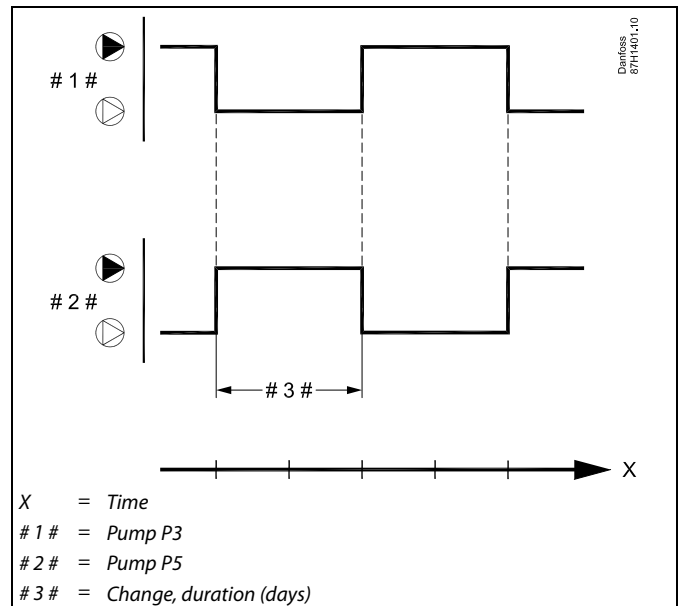 Danfoss
87H1401.10
# 1 #
# 2 #
# 3 #
X
X = Time
# 1 # = Pump P3
# 2 # = Pump P5
# 3 # = Change, duration (days)